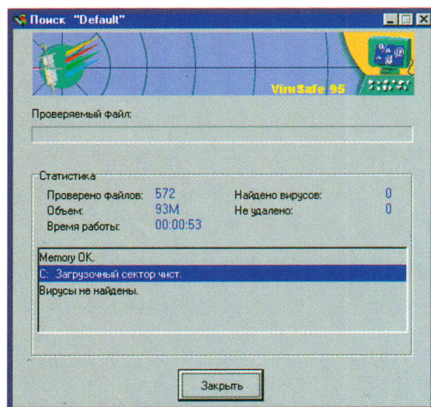 Поиск "Default"
ViruSafe 95
Проверяемый файл:
Статистика
Проверено файлов: 572 Найдено вирусов: 0
Объем: 93M Не удалено: 0
Время работы: 00:00:53
Memory OK.
C: Загрузочный сектор чист.
Вирусы не найдены.
Закрыть